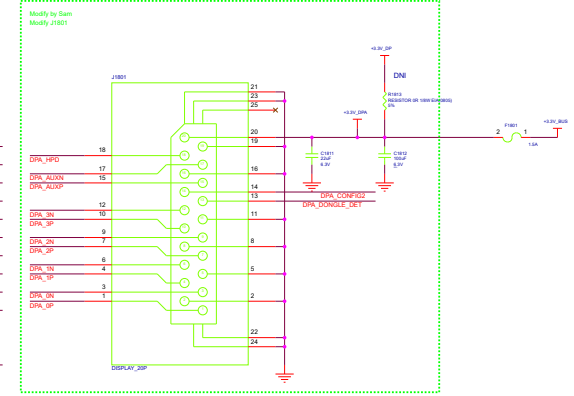 Modify by Sam
Modify J1801
+3.3V_DP
DNI
J1801
21
23
25
R1813
RESISTOR 0R 1/8W EIA(0805)
5%
+3.3V_DPA
F1801
+3.3V_BUS
20
19
2
1
1.5A
18
DPA_HPD
C1811
22uF
6.3V
C1812
100uF
6.3V
17
16
DPA_AUXN
15
DPA_AUXP
14
DPA_CONFIG2
13
DPA_DONGLE_DET
12
DPA_3N
10
11
DPA_3P
9
DPA_2N
7
8
DPA_2P
6
DPA_1N
4
5
DPA_1P
3
DPA_0N
1
2
DPA_0P
22
24
DISPLAY_20P